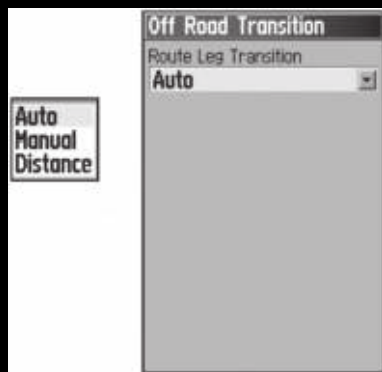 Off Road Transition
Route Leg Transition
Auto
Auto
Manual
Distance